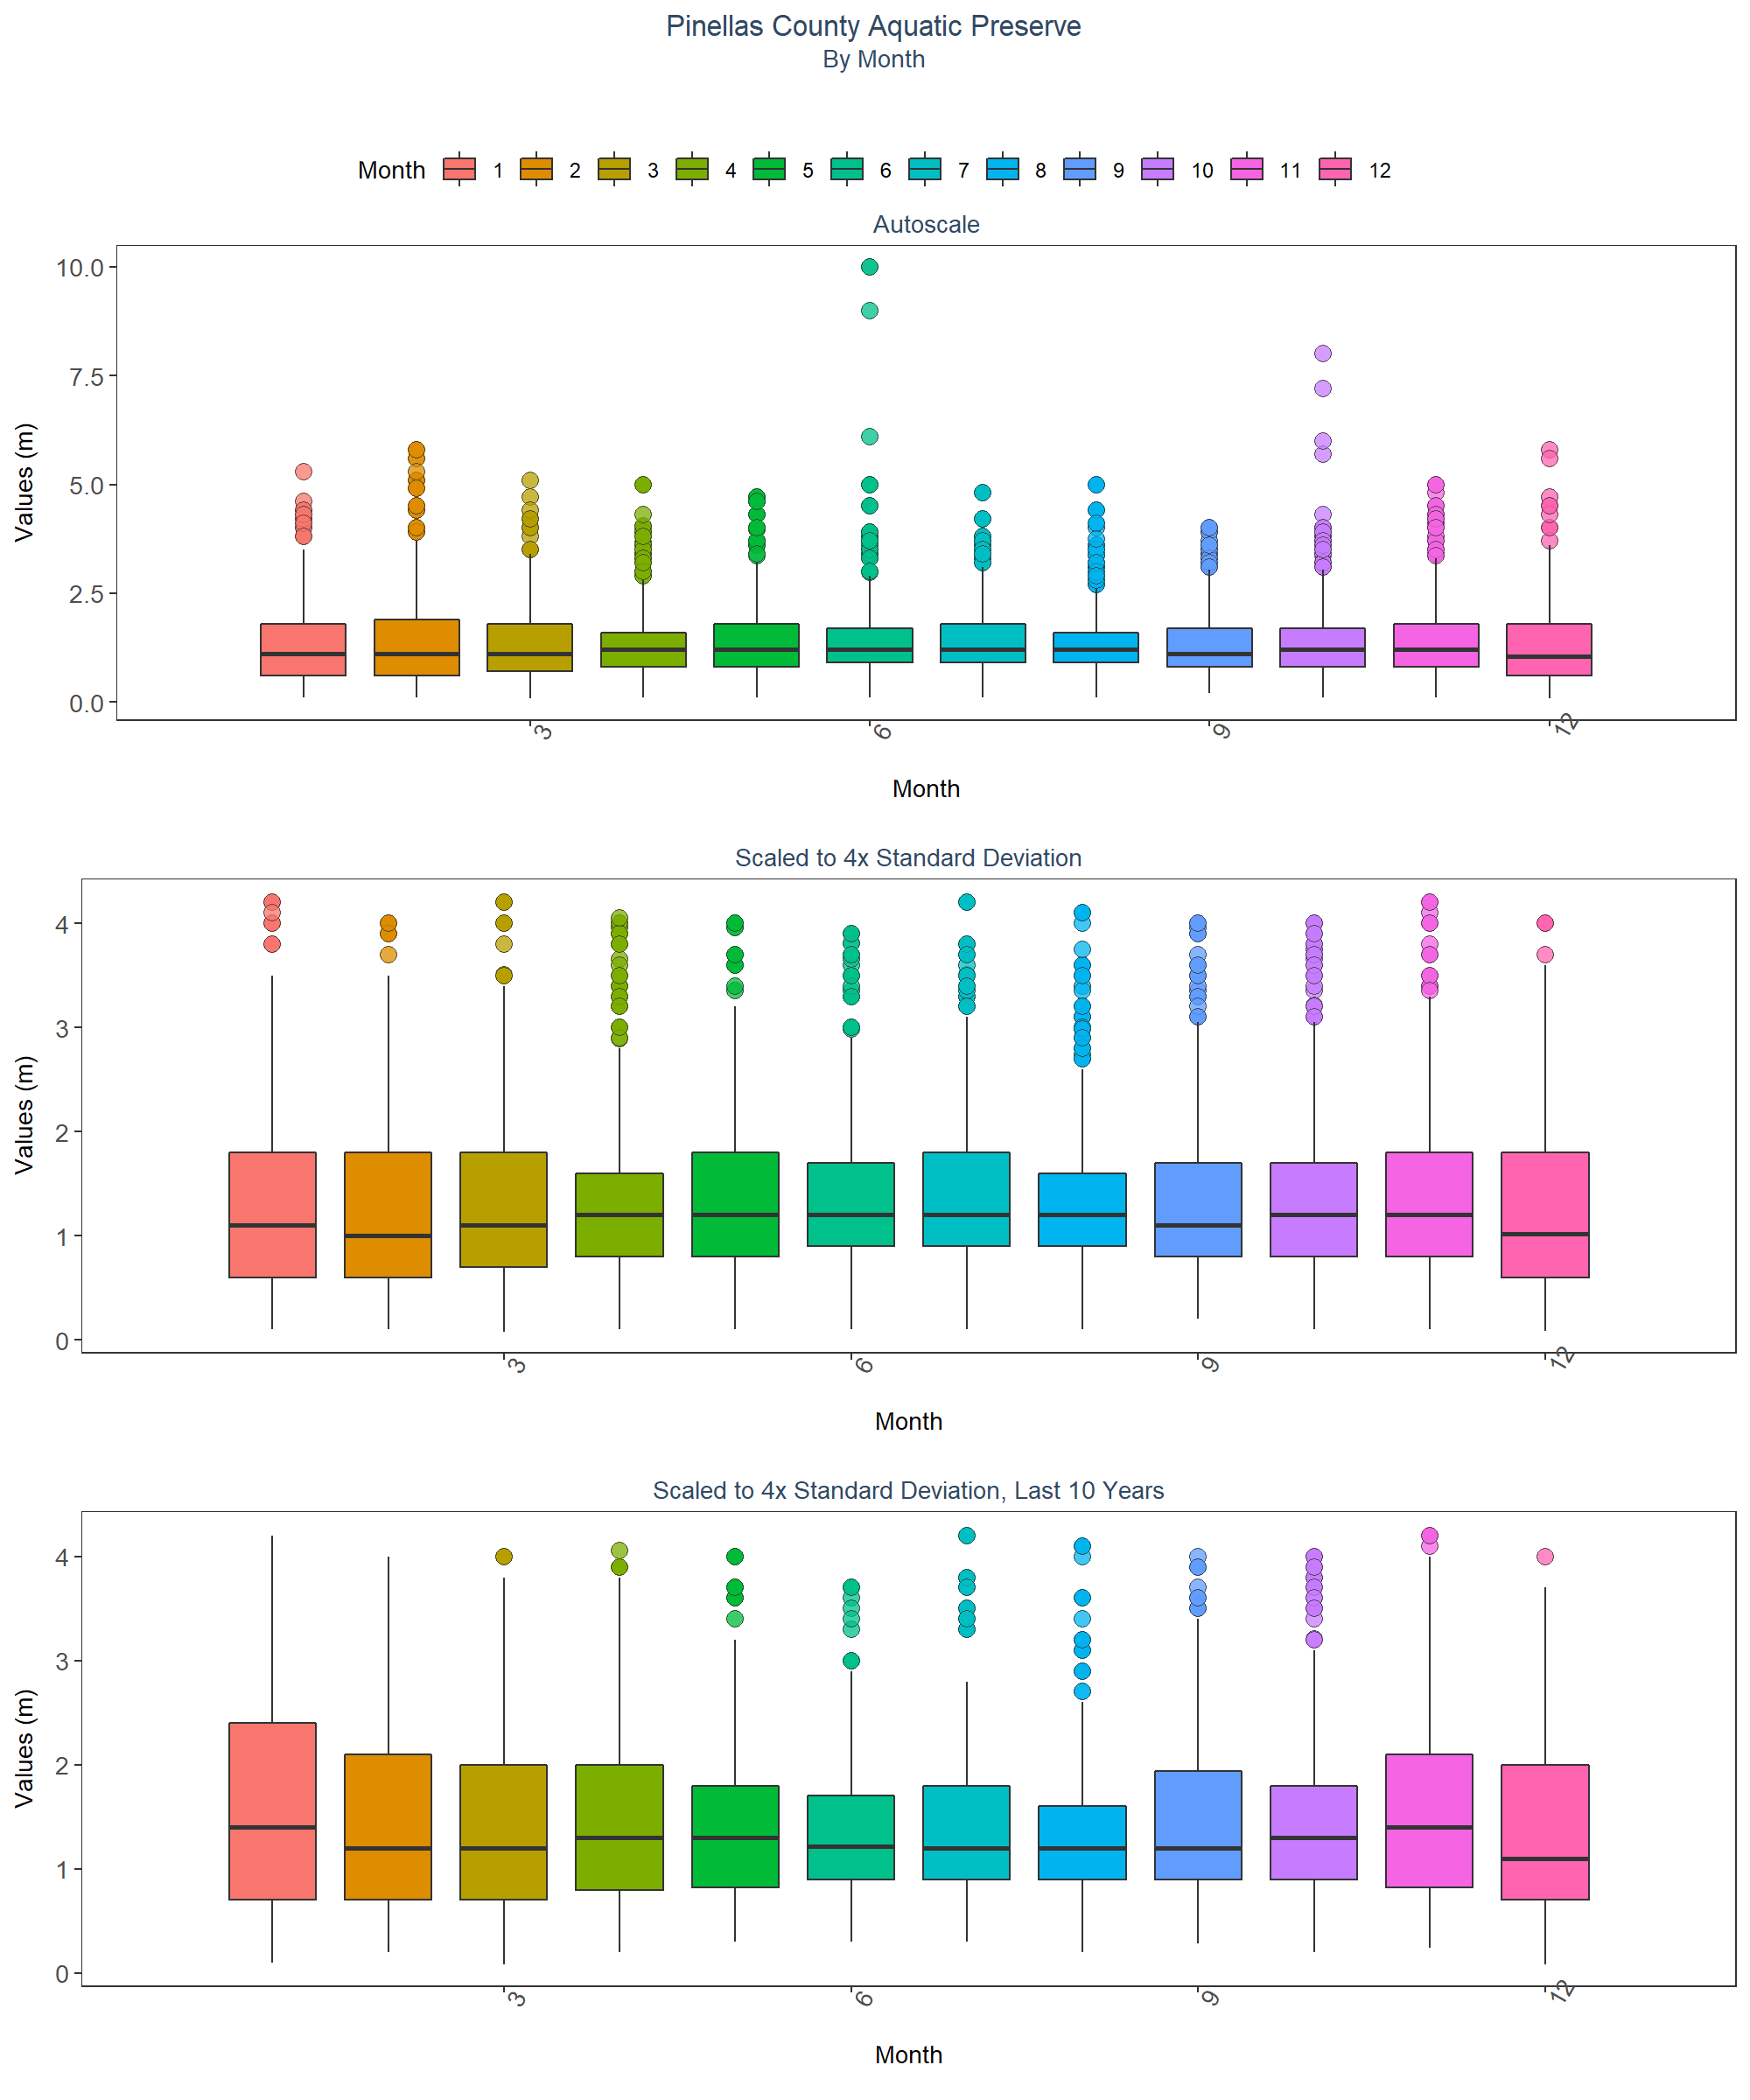 Pinellas County Aquatic Preserve
By Month
Month 1 2 3 4 5 6 7 8 9 10 11 12
Autoscale
Values (m)
10.0
7.5
5.0
2.5
0.0
3 6 9 12
Month
Scaled to 4x Standard Deviation
Values (m)
4
3
2
1
0
3 6 9 12
Month
Scaled to 4x Standard Deviation, Last 10 Years
Values (m)
4
3
2
1
0
3 6 9 12
Month